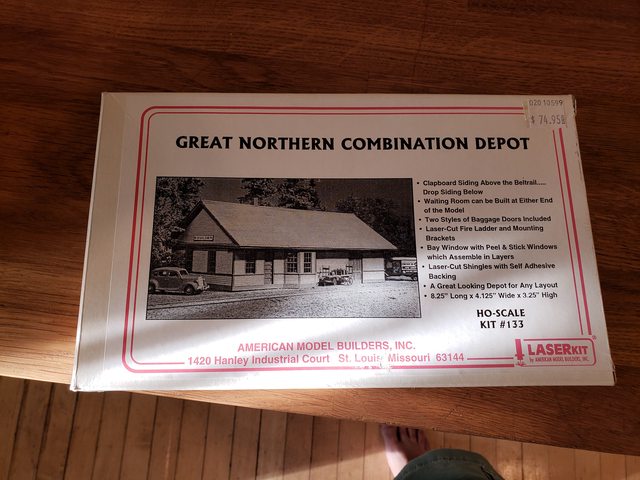 020 10599
$ 74.95
GREAT NORTHERN COMBINATION DEPOT
• Clapboard Siding Above the Beltrail....
Drop Siding Below
• Waiting Room can be Built at Either End
of the Model
• Two Styles of Baggage Doors Included
• Laser-Cut Fire Ladder and Mounting
Brackets
• Bay Window with Peel & Stick Windows
which Assemble in Layers
• Laser-Cut Shingles with Self Adhesive
Backing
• A Great Looking Depot for Any Layout
• 8.25" Long x 4.125" Wide x 3.25" High
HO-SCALE
KIT #133
AMERICAN MODEL BUILDERS, INC.
1420 Hanley Industrial Court St. Louis Missouri 63144
LASERKIT®
by AMERICAN MODEL BUILDERS, INC.